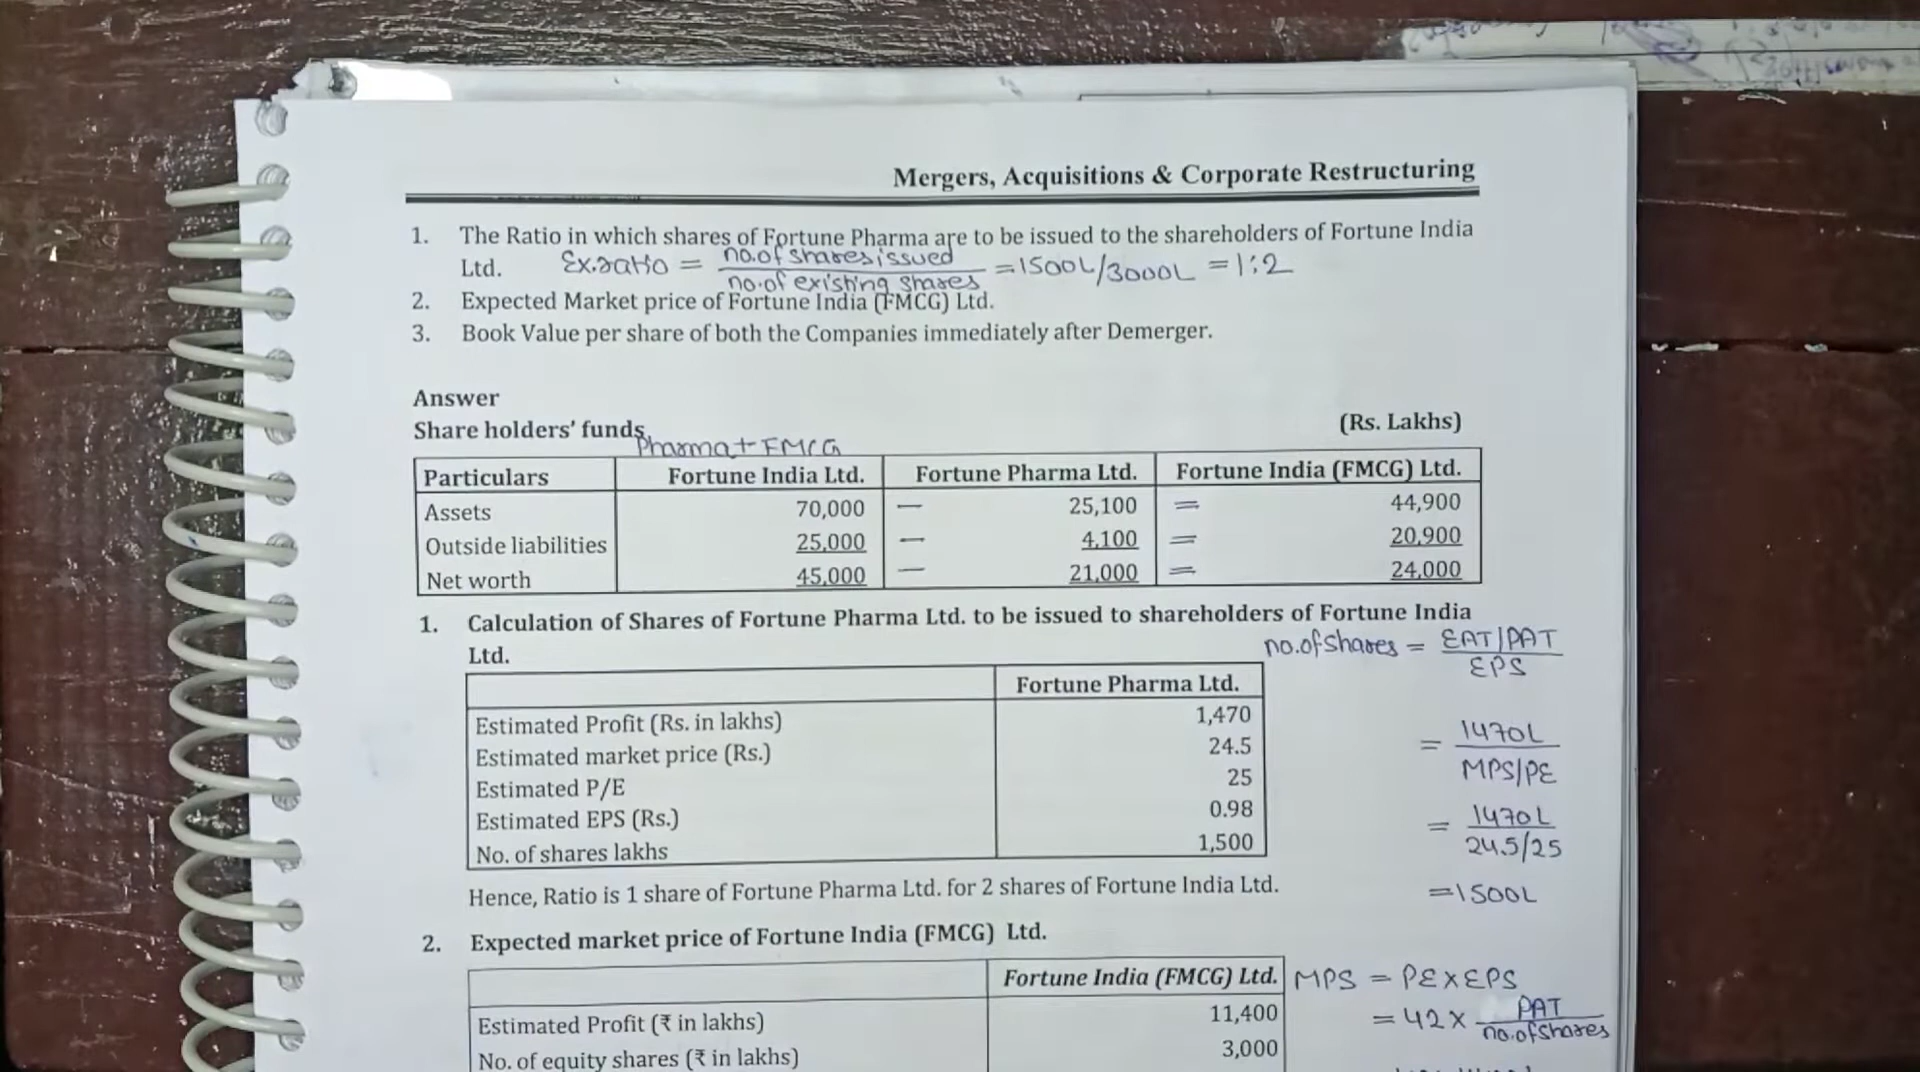 Mergers, Acquisitions & Corporate Restructuring
1. The Ratio in which shares of Fortune Pharma are to be issued to the shareholders of Fortune India
Ltd. Ex.ratio = no.of shares issued / no.of existing shares = 1500L/3000L = 1:2
2. Expected Market price of Fortune India (FMCG) Ltd.
3. Book Value per share of both the Companies immediately after Demerger.
Answer
Share holders' funds (Rs. Lakhs)
Pharma + FMCG
Particulars Fortune India Ltd. Fortune Pharma Ltd. Fortune India (FMCG) Ltd.
Assets 70,000 — 25,100 = 44,900
Outside liabilities 25,000 — 4,100 = 20,900
Net worth 45,000 — 21,000 = 24,000
1. Calculation of Shares of Fortune Pharma Ltd. to be issued to shareholders of Fortune India
Ltd.
no.of shares = EAT|PAT / EPS
Fortune Pharma Ltd.
Estimated Profit (Rs. in lakhs) 1,470
Estimated market price (Rs.) 24.5
Estimated P/E 25
Estimated EPS (Rs.) 0.98
No. of shares lakhs 1,500
= 1470L / MPS/PE
= 1470L / 24.5/25
= 1500L
Hence, Ratio is 1 share of Fortune Pharma Ltd. for 2 shares of Fortune India Ltd.
2. Expected market price of Fortune India (FMCG) Ltd.
Fortune India (FMCG) Ltd.
Estimated Profit (₹ in lakhs) 11,400
No. of equity shares (₹ in lakhs) 3,000
MPS = PE x EPS
= 42 x PAT / no.of shares